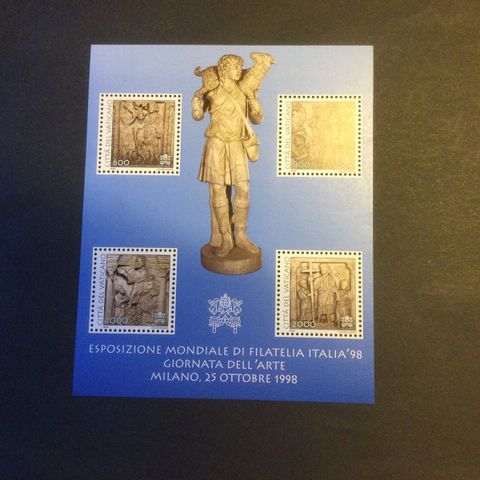 CITTÀ DEL VATICANO
600
CITTÀ DEL VATICANO
900
CITTÀ DEL VATICANO
1000
CITTÀ DEL VATICANO
2000
ESPOSIZIONE MONDIALE DI FILATELIA ITALIA'98
GIORNATA DELL'ARTE
MILANO, 25 OTTOBRE 1998